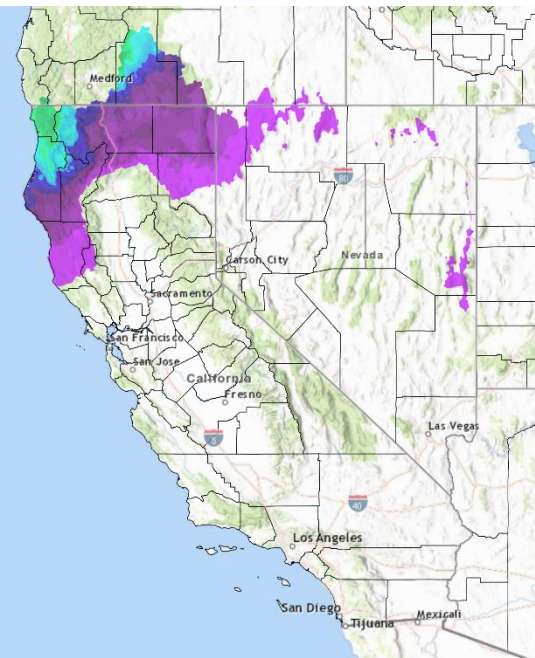 Medford
80
Nevada
Carson City
Sacramento
San Francisco
San Jose
California
Fresno
5
Las Vegas
40
Los Angeles
San Diego
Tijuana
Mexicali